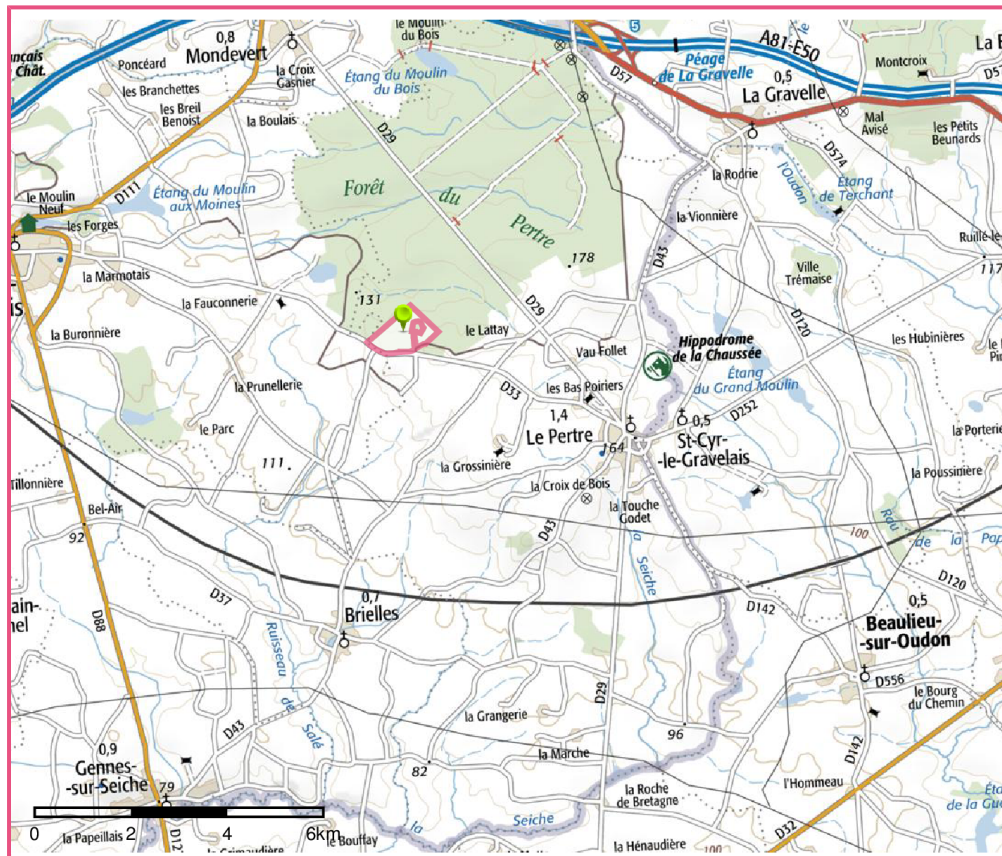 le Moulin
du Bois
0,8
Mondevert
la Croix
Gasnier
Poncéard
les Branchettes
les Breil
Benoist
la Boulais
Étang du Moulin
du Bois
D29
D57
5
Péage
de La Gravelle
A81-E50
0,5
La Gravelle
Montcroix
Mal
Avisé
les Petits
Beunards
D574
l'Oudon
Étang
de Terchant
la Rodrie
la Vionnière
Forêt
du
Pertre
178
D43
Ville
Trémaise
117
D111
Étang du Moulin
aux Moines
le Moulin
Neuf
les Forges
la Marmotais
la Fauconnerie
131
la Buronnière
la Prunellerie
le Parc
le Lattay
D29
Vau Follet
Hippodrome
de la Chaussée
Étang
du Grand Moulin
D120
les Hubinières
les Bas Poiriers
D33
1,4
Le Pertre
164
0,5
St-Cyr-
-le-Gravelais
D252
la Porterie
la Poussinière
la Grossinière
111
la Croix de Bois
la Touche
Godet
D43
la
Seiche
Bel-Air
92
100
Rau
de
la
D120
D37
0,7
Brielles
D142
0,5
Beaulieu-
-sur-Oudon
D88
Ruisseau
de
Salé
D556
le Bourg
du Chemin
D43
la Grangerie
D29
la Marche
96
D142
0,9
Gennes-
-sur-Seiche
79
82
la Roche
de Bretagne
l'Hommeau
0 2 4 6km
la Papeillais
le Bouffay
la
Seiche
la Hénaudière
100
D32